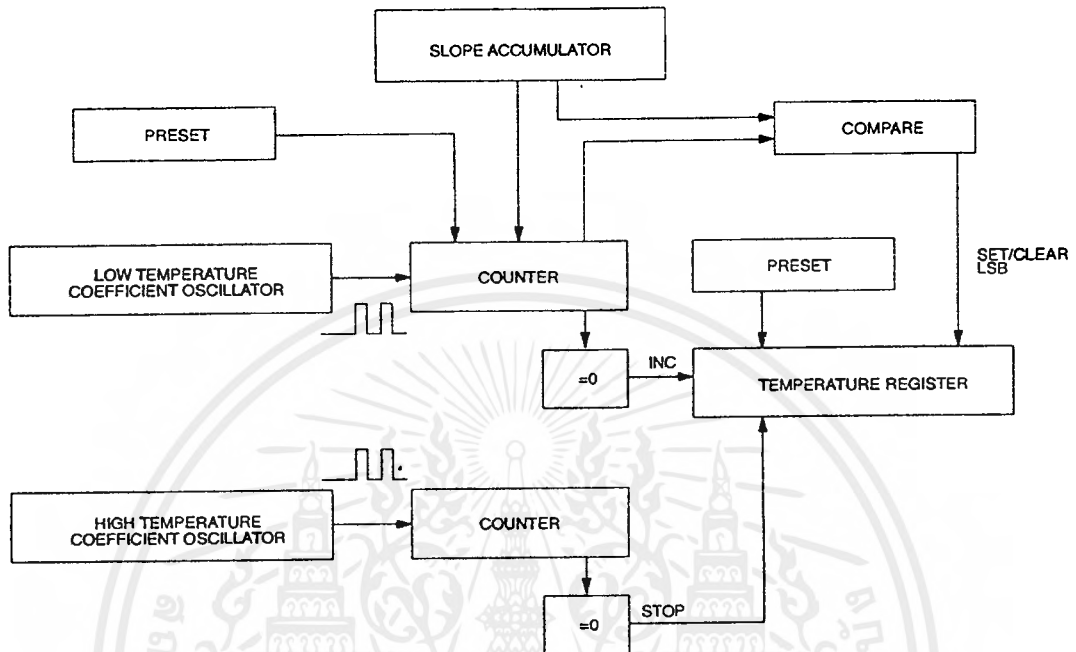 SLOPE ACCUMULATOR
PRESET
COMPARE
LOW TEMPERATURE
COEFFICIENT OSCILLATOR
COUNTER
PRESET
SET/CLEAR
LSB
=0
INC
TEMPERATURE REGISTER
HIGH TEMPERATURE
COEFFICIENT OSCILLATOR
COUNTER
=0
STOP